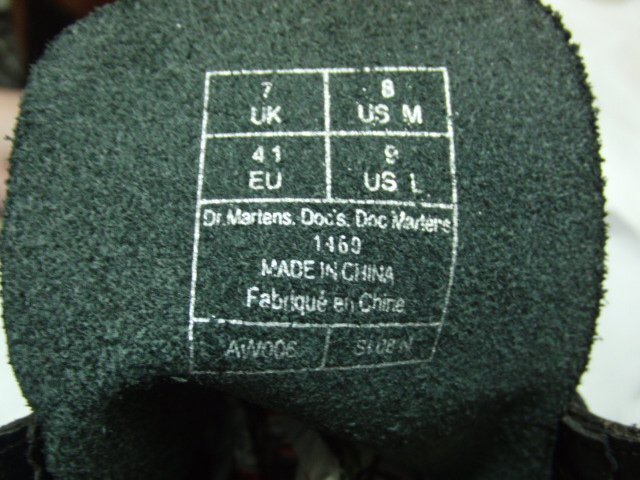 7 8
UK US M
41 9
EU US L
Dr.Martens. Doc's. Doc Martens
1460
MADE IN CHINA
Fabriqué en Chine
AW006